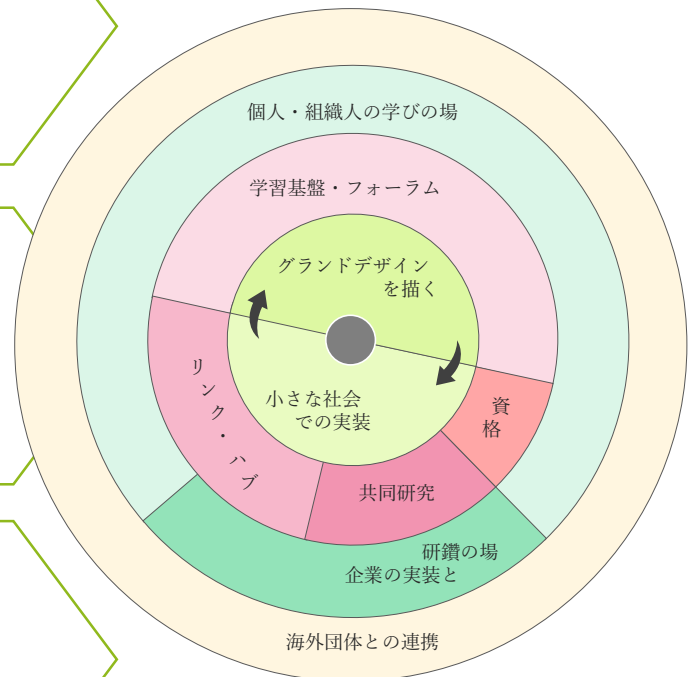 個人・組織人の学びの場
学習基盤・フォーラム
グランドデザイン
を描く
小さな社会
での実装
リンク・ハブ
資
格
共同研究
研鑽の場
企業の実装と
海外団体との連携